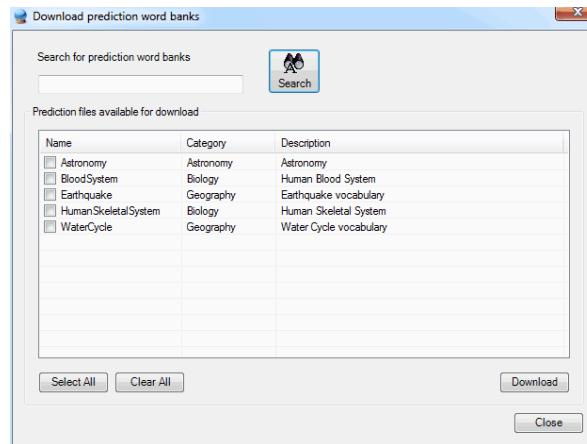 Download prediction word banks
Search for prediction word banks
Search
Prediction files available for download
Name Category Description
Astronomy Astronomy Astronomy
BloodSystem Biology Human Blood System
Earthquake Geography Earthquake vocabulary
HumanSkeletalSystem Biology Human Skeletal System
WaterCycle Geography Water Cycle vocabulary
Select All Clear All Download
Close